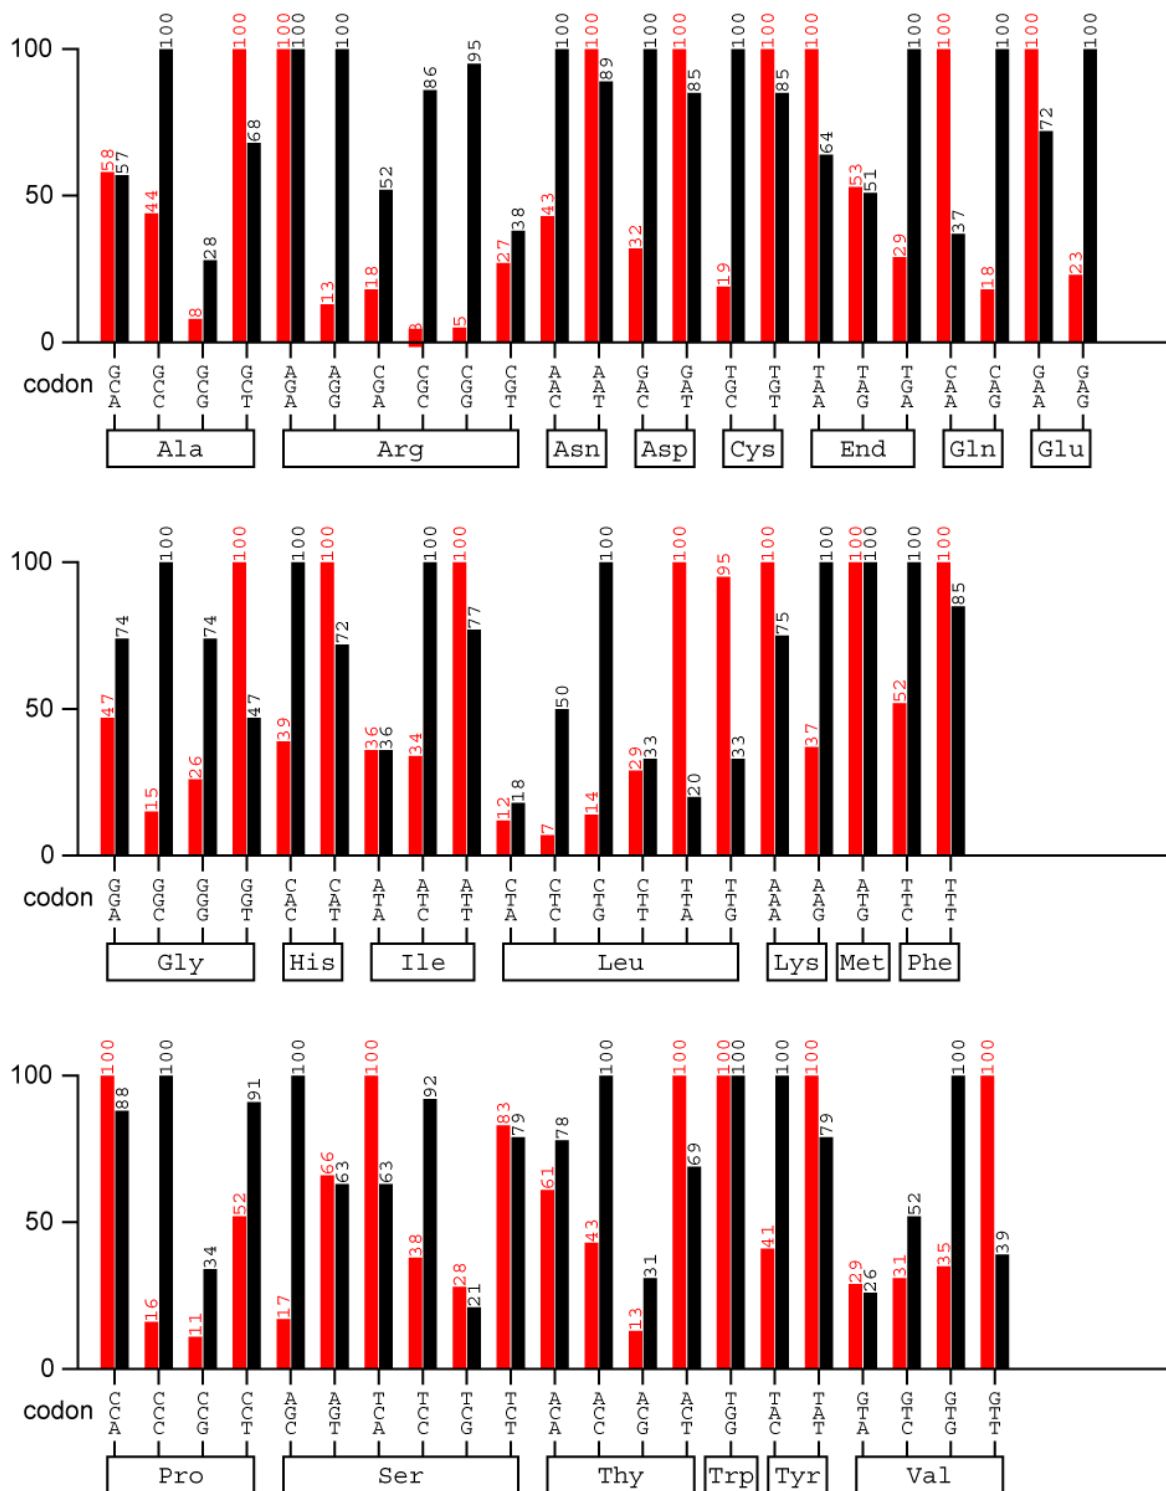 100 50 0
58 57 44 100 8 28 100 68 100 100 13 100 18 52 3 86 5 95 27 38 43 100 100 89 32 100 100 85 19 100 100 85 100 64 53 51 29 100 100 37 18 100 100 72 23 100
codon GCA GCC GCG GCT AGA AGG CGA CGC CGG CGT AAC AAT GAC GAT TGC TGT TAA TAG TGA CAA CAG GAA GAG
Ala Arg Asn Asp Cys End Gln Glu
100 50 0
47 74 15 100 26 74 100 47 39 100 100 72 36 36 34 100 100 77 12 18 7 50 14 100 29 33 100 20 95 33 100 75 37 100 100 100 52 100 100 85
codon GGA GGC GGG GGT CAC CAT ATA ATC ATT CTA CTC CTG CTT TTA TTG AAA AAG ATG TTC TTT
Gly His Ile Leu Lys Met Phe
100 50 0
100 88 16 100 11 34 52 91 17 100 66 63 100 63 38 92 28 21 83 79 61 78 43 100 13 31 100 69 100 100 41 100 100 79 29 26 31 52 35 100 100 39
codon CCA CCC CCG CCT AGC AGT TCA TCC TCG TCT ACA ACC ACG ACT TGG TAC TAT GTA GTC GTG GTT
Pro Ser Thy Trp Tyr Val